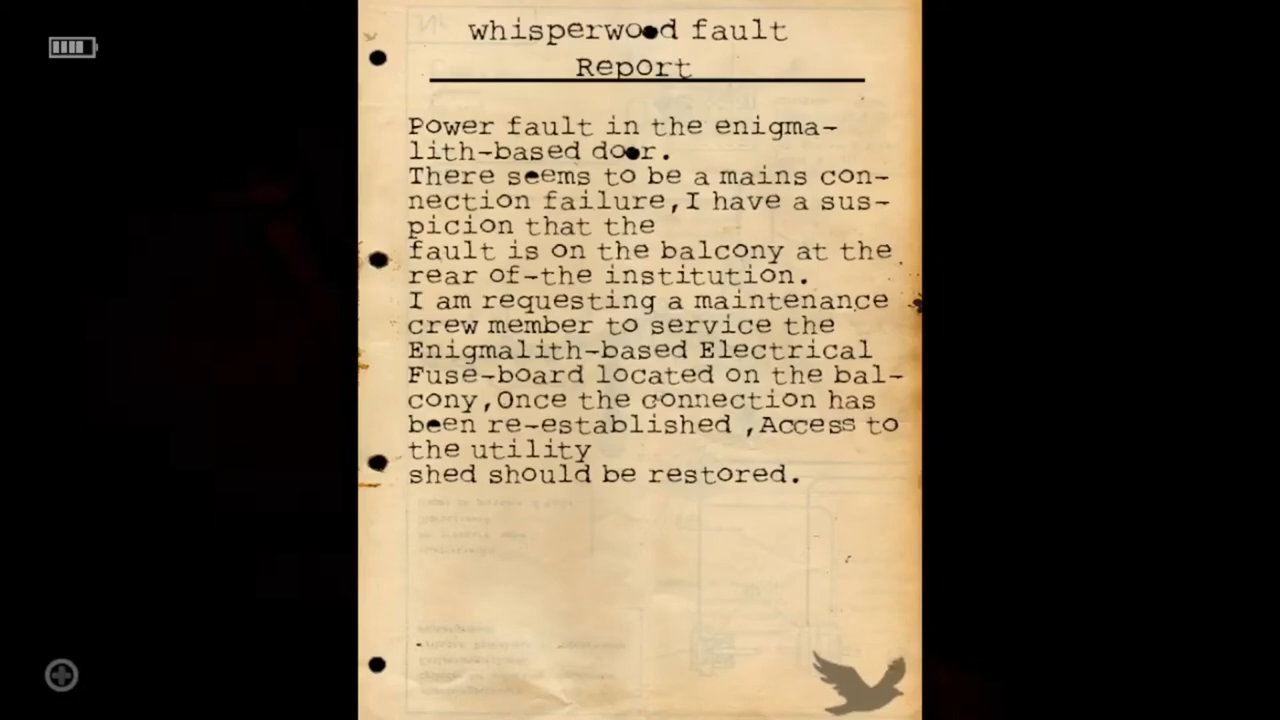 whisperwood fault
Report
Power fault in the enigma-
lith-based door.
There seems to be a mains con-
nection failure,I have a sus-
picion that the
fault is on the balcony at the
rear of-the institution.
I am requesting a maintenance
crew member to service the
Enigmalith-based Electrical
Fuse-board located on the bal-
cony,Once the connection has
been re-established ,Access to
the utility
shed should be restored.